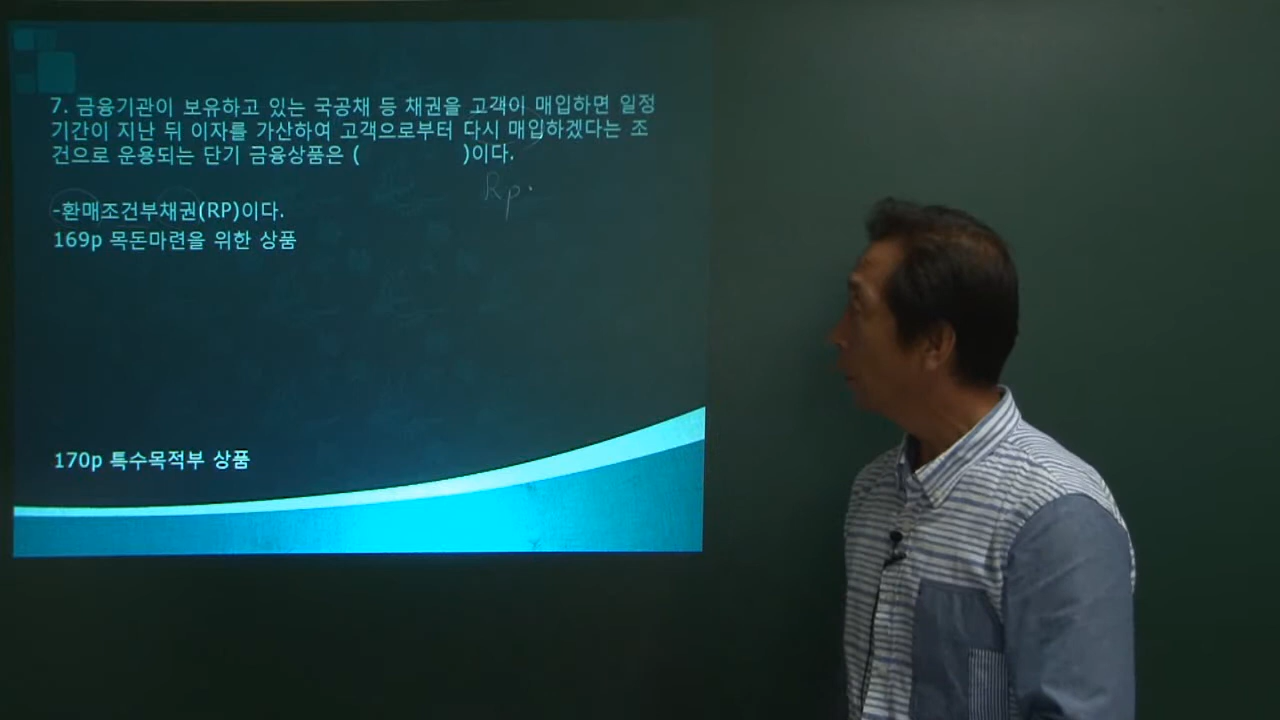 7. 금융기관이 보유하고 있는 국공채 등 채권을 고객이 매입하면 일정
기간이 지난 뒤 이자를 가산하여 고객으로부터 다시 매입하겠다는 조
건으로 운용되는 단기 금융상품은 (          )이다.
Rp.
-환매조건부채권(RP)이다.
169p 목돈마련을 위한 상품
170p 특수목적부 상품